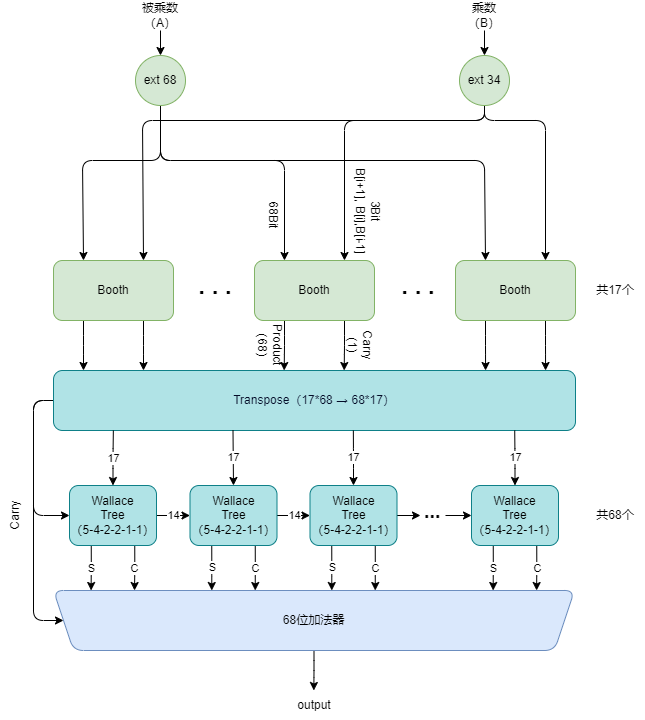 被乘数
（A）
乘数
（B）
ext 68
ext 34
68Bit
3Bit
B[i+1], B[i],B[i-1]
Booth
. . .
Booth
. . .
Booth
共17个
Product
(68)
Carry
(1)
Transpose（17*68 → 68*17）
17
17
17
17
Carry
Wallace
Tree
（5-4-2-2-1-1）
14
Wallace
Tree
（5-4-2-2-1-1）
14
Wallace
Tree
（5-4-2-2-1-1）
...
Wallace
Tree
（5-4-2-2-1-1）
共68个
S
C
S
C
S
C
S
C
68位加法器
output